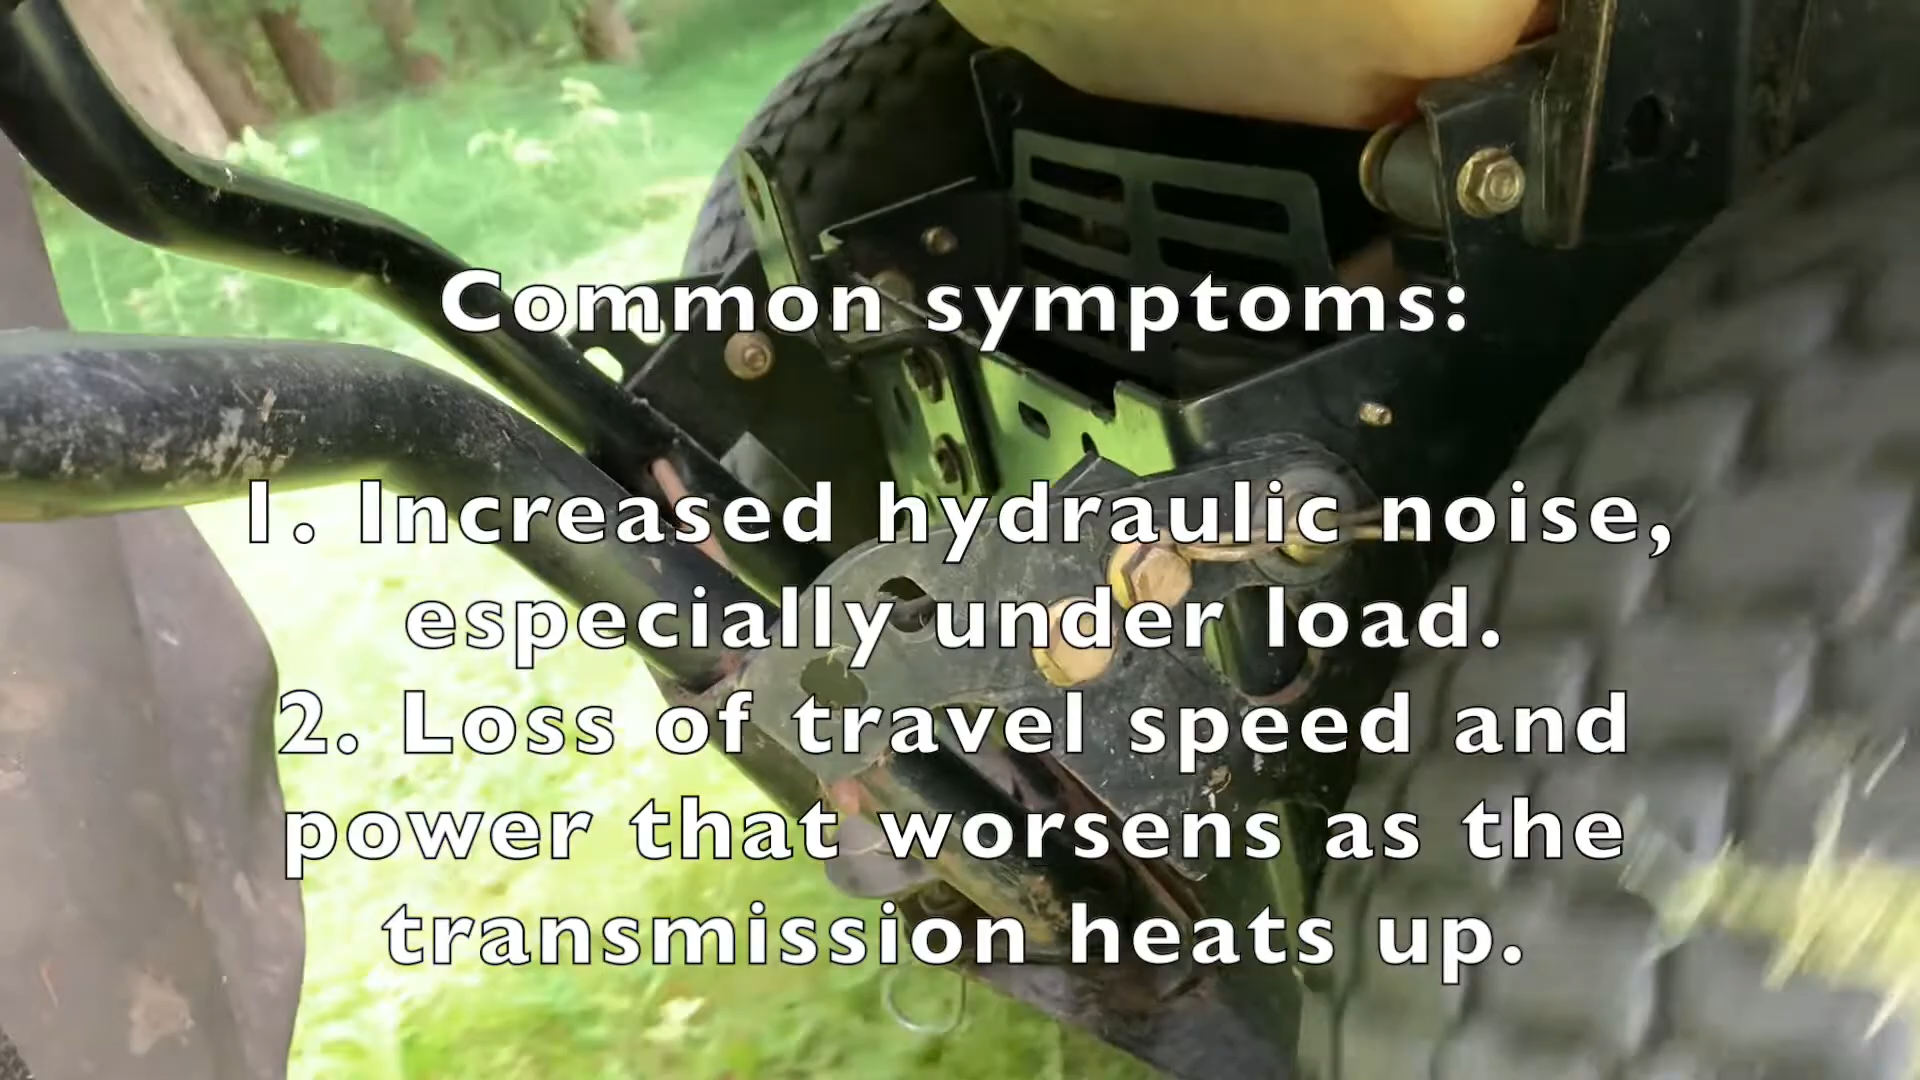 Common symptoms:
1. Increased hydraulic noise,
especially under load.
2. Loss of travel speed and
power that worsens as the
transmission heats up.